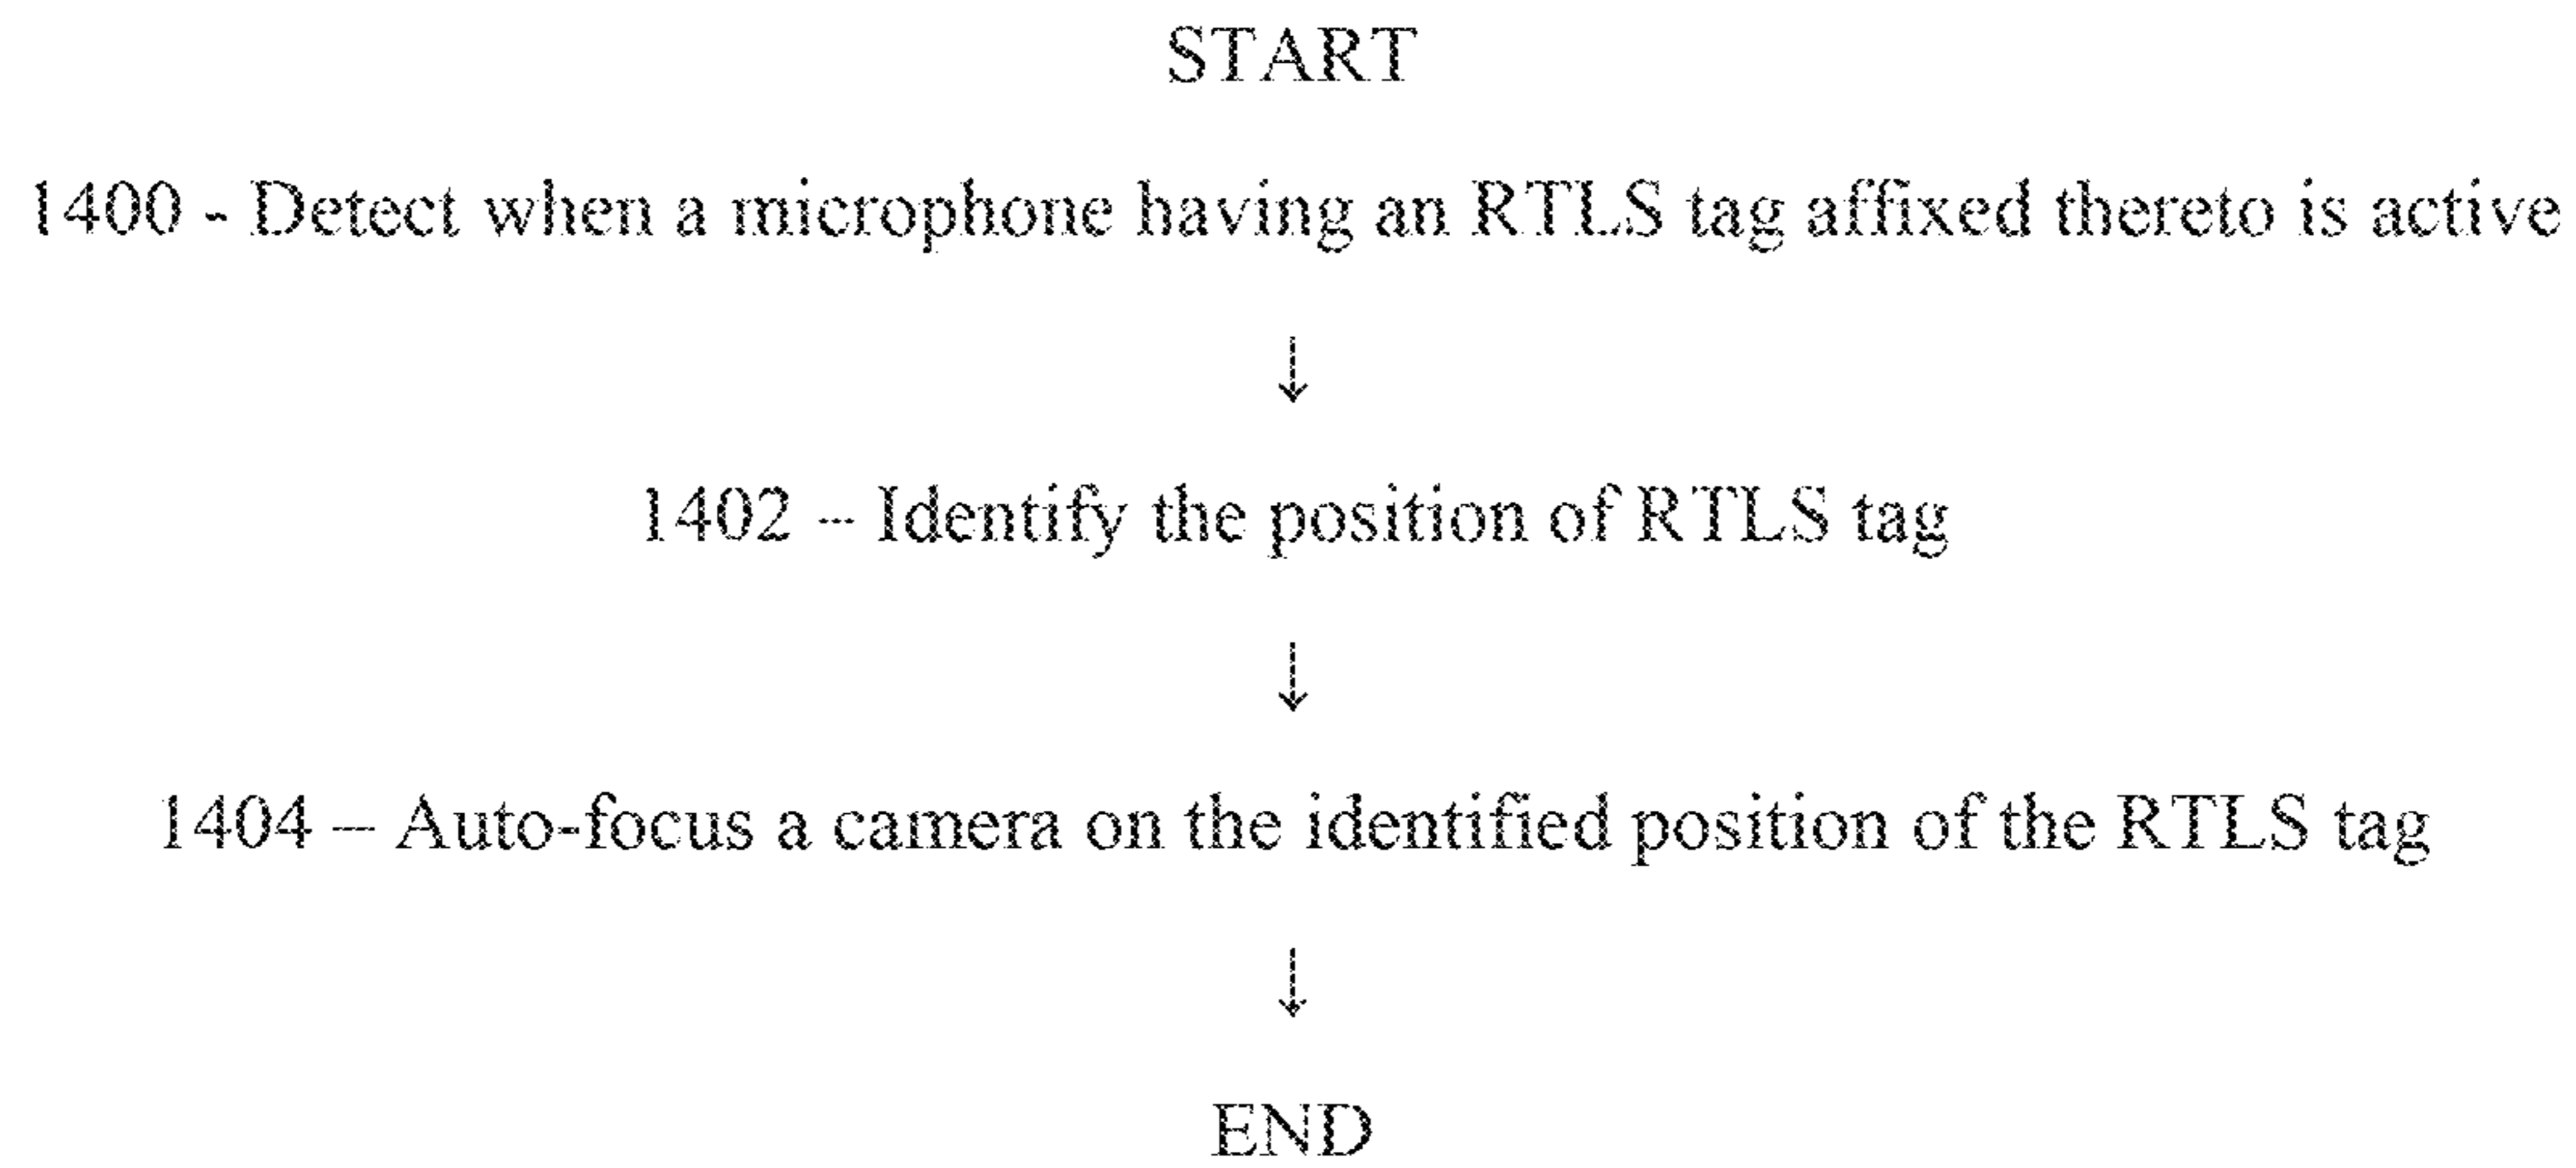 START
1400 - Detect when a microphone having an RTLS tag affixed thereto is active
↓
1402 – Identify the position of RTLS tag
↓
1404 – Auto-focus a camera on the identified position of the RTLS tag
↓
END